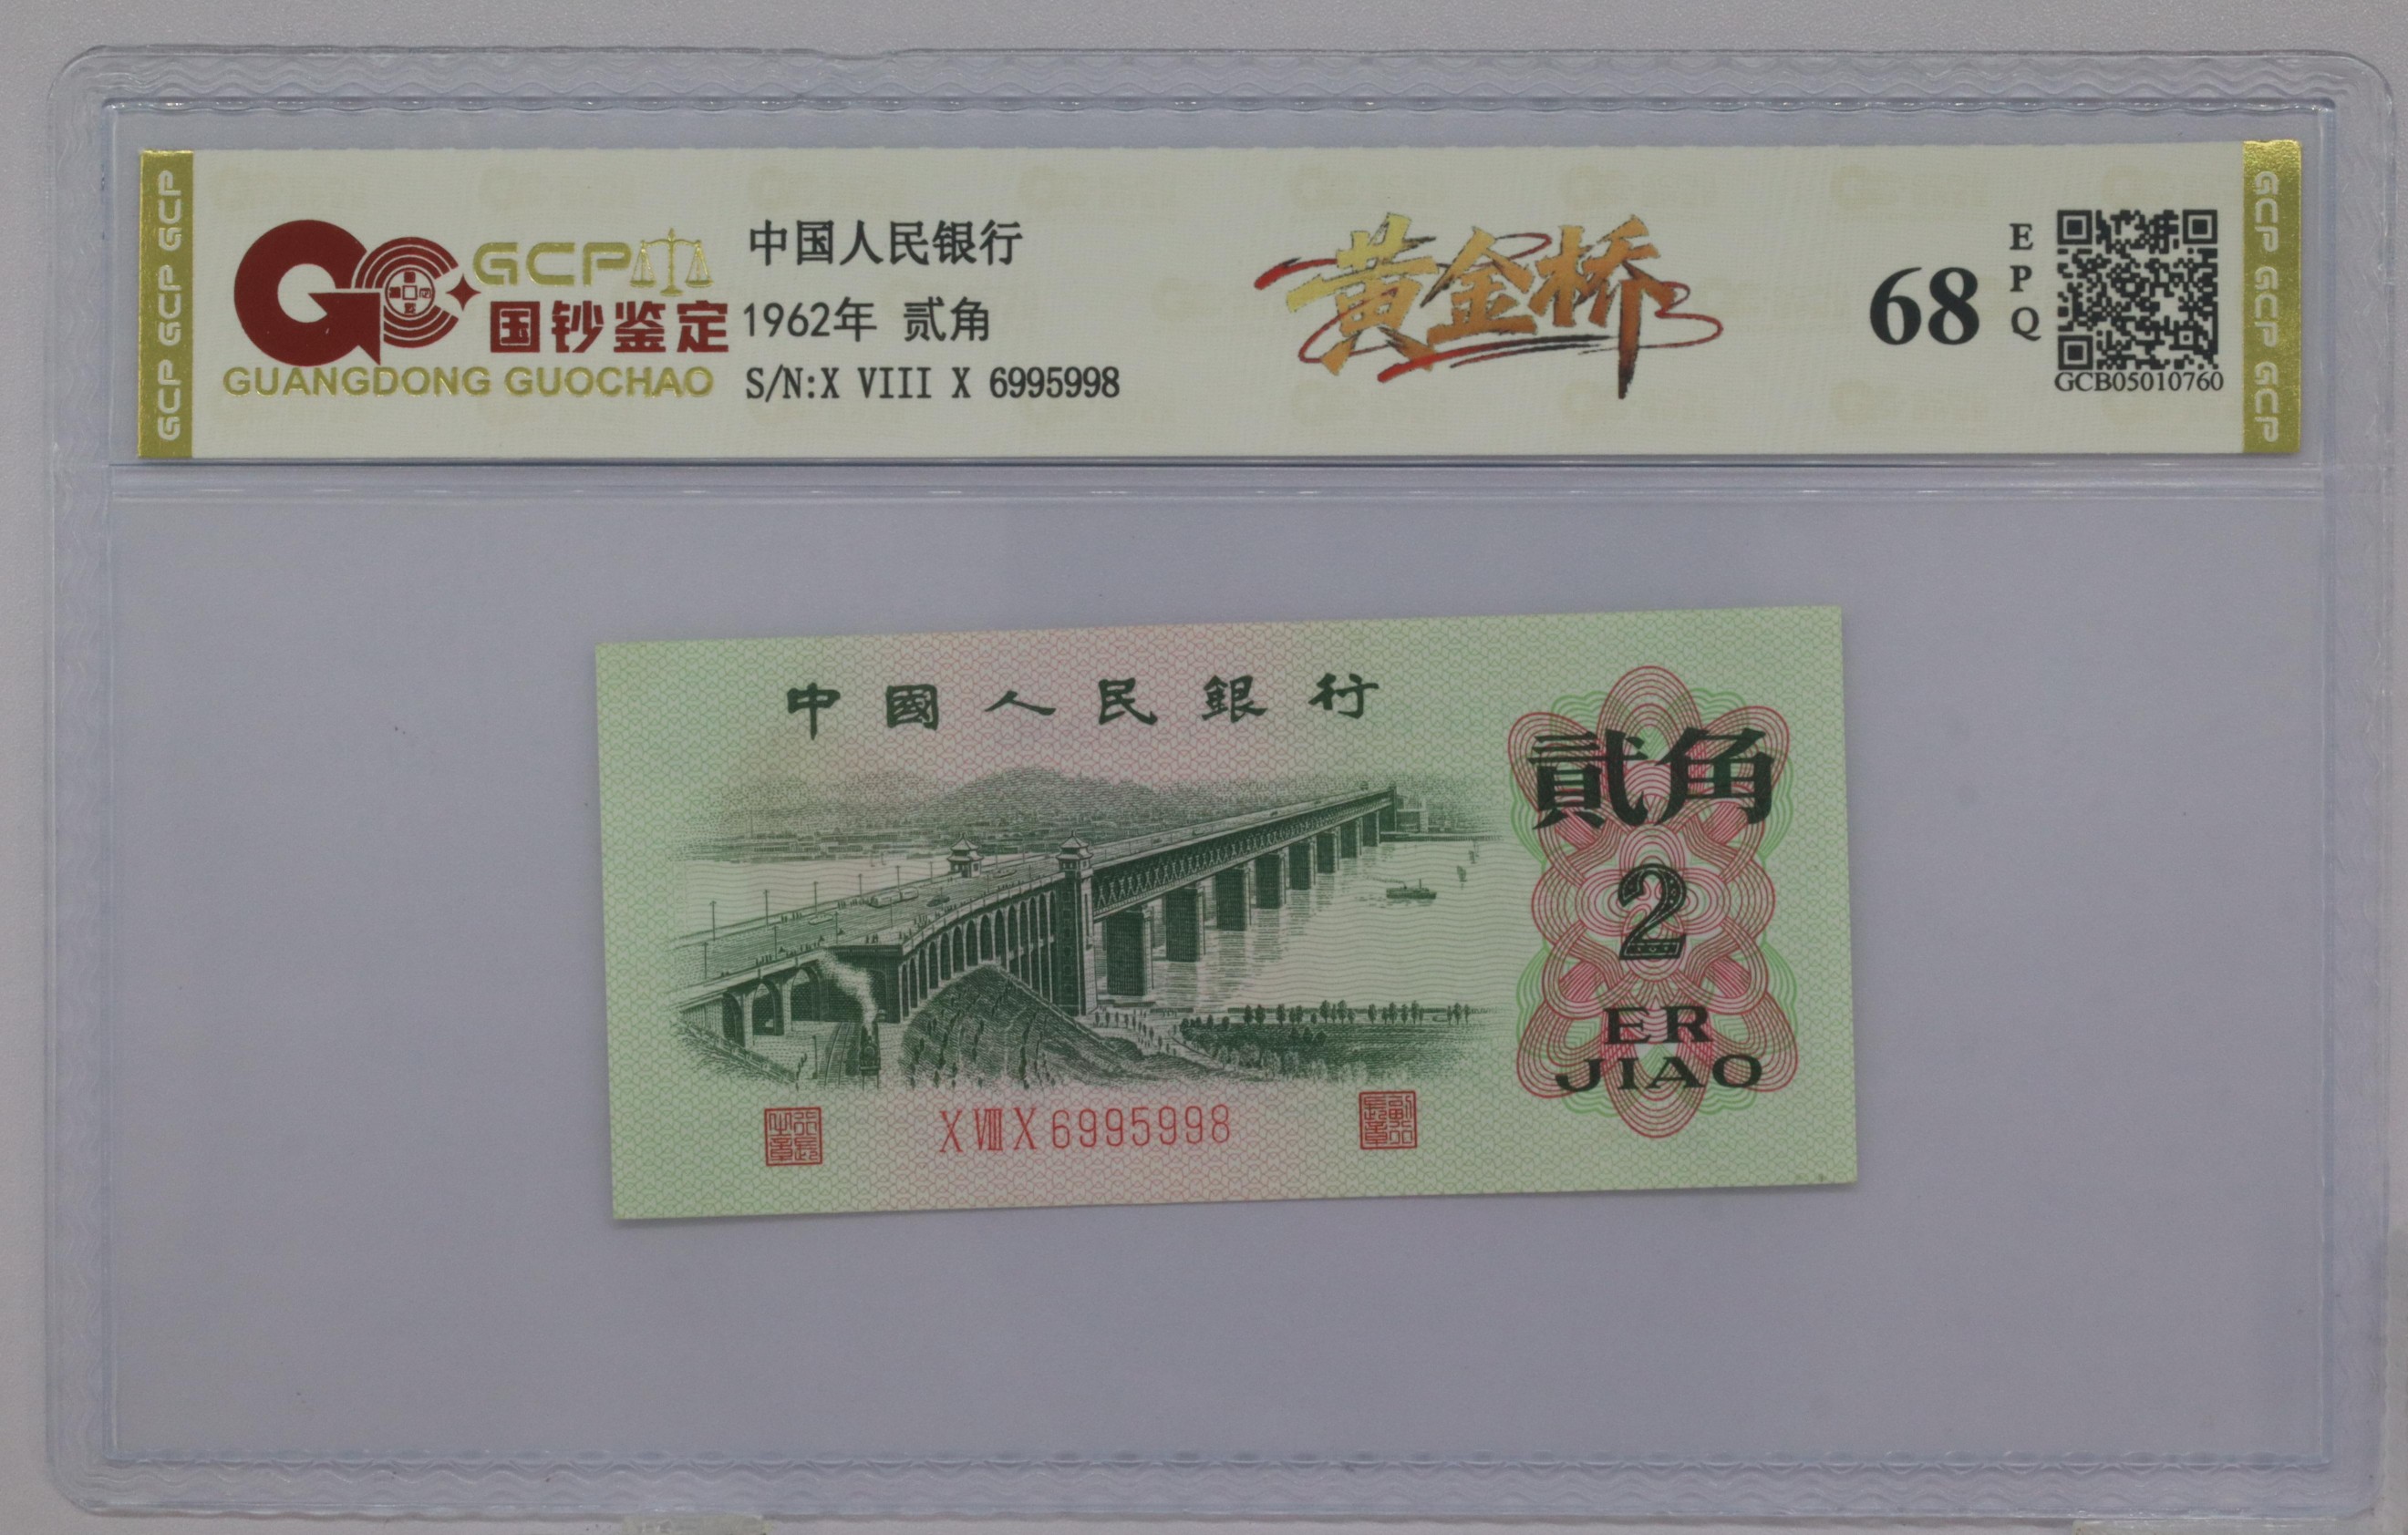 GCP GCP GCP
GCP
国钞鉴定
GUANGDONG GUOCHAO
中国人民银行
1962年 贰角
S/N:X VIII X 6995998
黄金桥
68
EPQ
GCB05010760
GCP GCP GCP
中國人民銀行
貳角
2
ER
JIAO
X VIII X 6995998